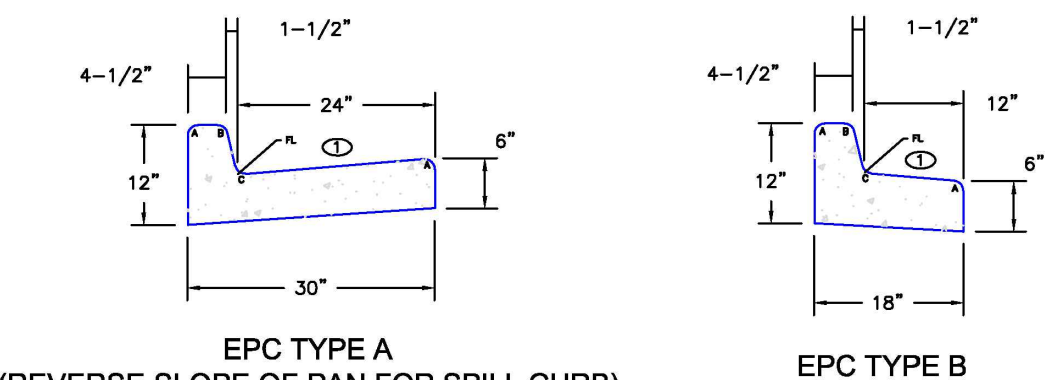 1-1/2"
4-1/2"
24"
A
B
FL
1
C
A
6"
12"
30"
EPC TYPE A
(REVERSE SLOPE OF PAN FOR SPILL CURB)
1-1/2"
4-1/2"
12"
A
B
FL
1
C
A
6"
12"
18"
EPC TYPE B